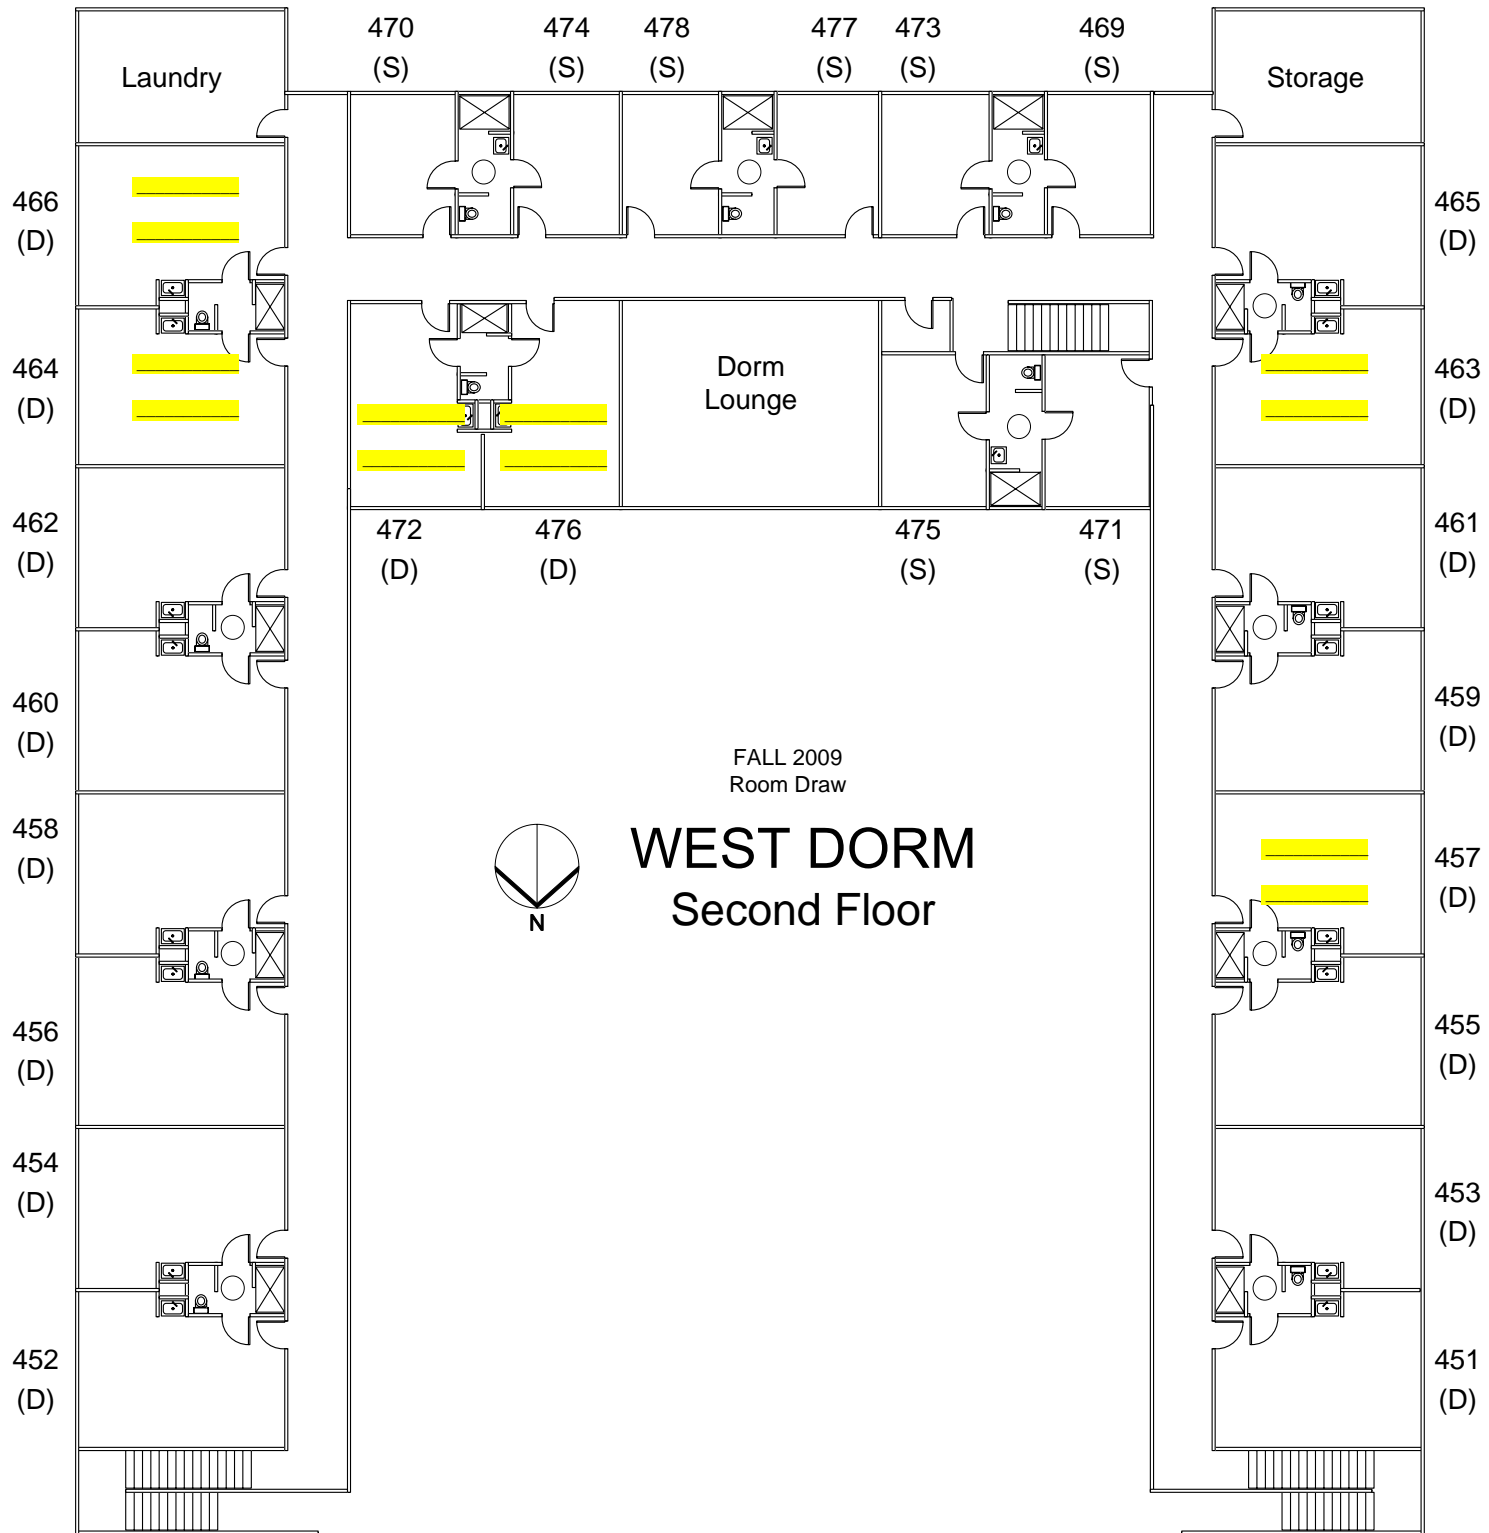 470 474 478 477 473 469
(S) (S) (S) (S) (S) (S)
Laundry Storage
466 465
(D) (D)
464 463
(D) (D)
Dorm
Lounge
462 461
(D) (D)
472 476 475 471
(D) (D) (S) (S)
460 459
(D) (D)
FALL 2009
Room Draw
WEST DORM
Second Floor
N
458 457
(D) (D)
456 455
(D) (D)
454 453
(D) (D)
452 451
(D) (D)